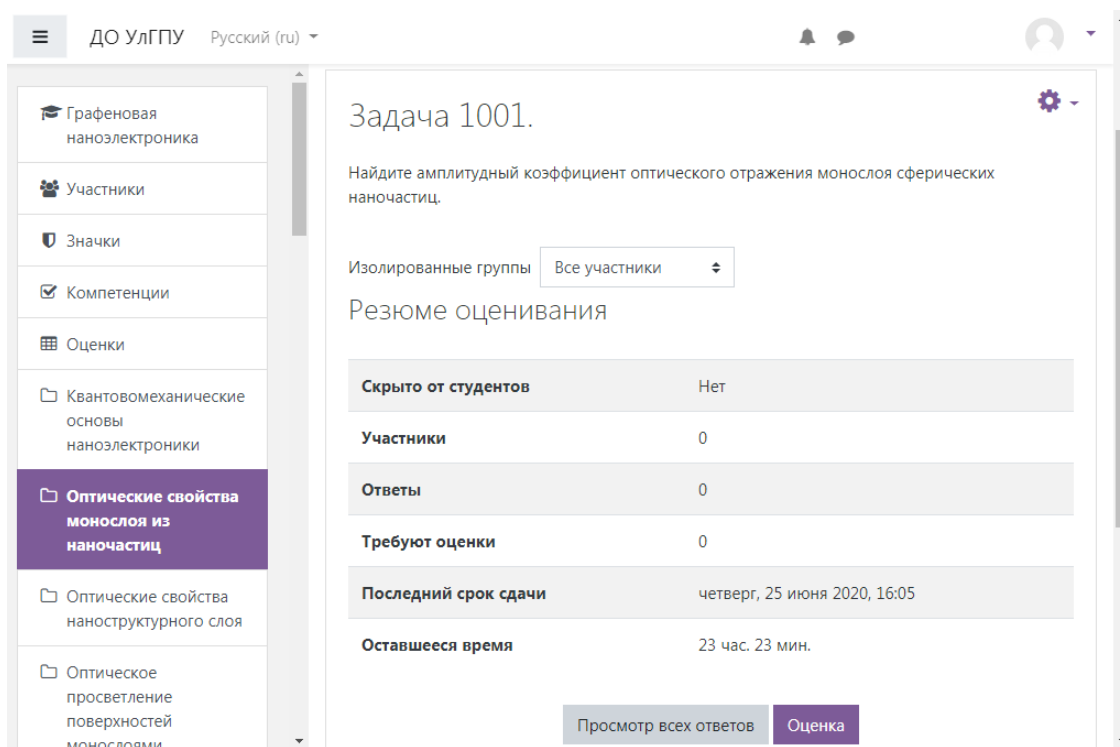 ДО УлГПУ Русский (ru)
Графеновая
наноэлектроника
Участники
Значки
Компетенции
Оценки
Квантовомеханические
основы
наноэлектроники
Оптические свойства
монослоя из
наночастиц
Оптические свойства
наноструктурного слоя
Оптическое
просветление
поверхностей
монослоями
Задача 1001.
Найдите амплитудный коэффициент оптического отражения монослоя сферических
наночастиц.
Изолированные группы Все участники
Резюме оценивания
Скрыто от студентов Нет
Участники 0
Ответы 0
Требуют оценки 0
Последний срок сдачи четверг, 25 июня 2020, 16:05
Оставшееся время 23 час. 23 мин.
Просмотр всех ответов Оценка